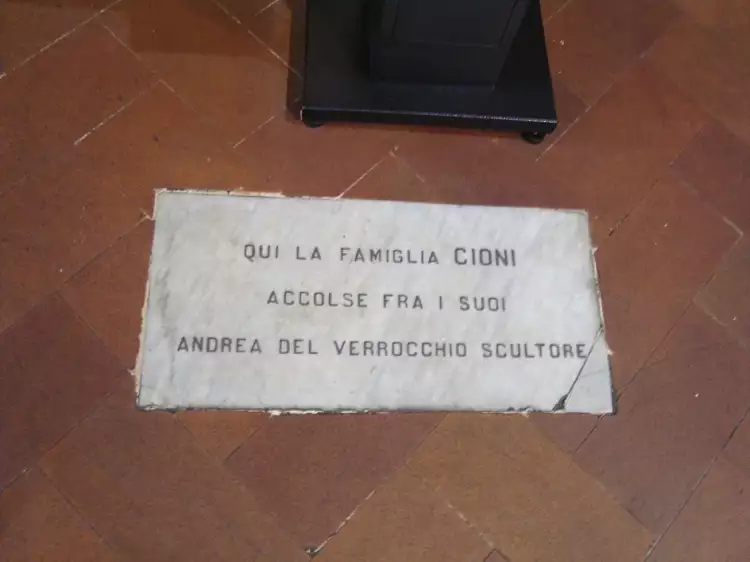 QUI LA FAMIGLIA CIONI
ACCOLSE FRA I SUOI
ANDREA DEL VERROCCHIO SCULTORE